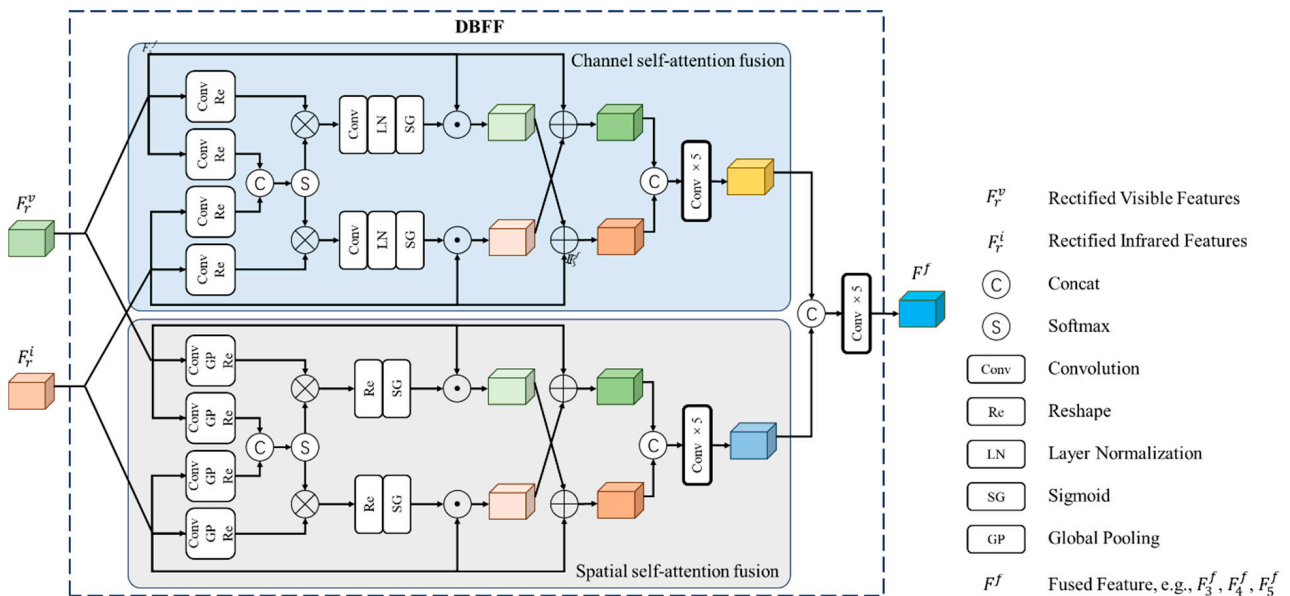 DBFF
Channel self-attention fusion
Conv Re
Conv Re
Conv Re
Conv Re
C
S
Conv LN SG
Conv LN SG
C
Conv × 5
F_r^v
F_r^i
Conv GP Re
Conv GP Re
Conv GP Re
Conv GP Re
C
S
Re SG
Re SG
C
Conv × 5
Spatial self-attention fusion
C
Conv × 5
F^f
F_r^v Rectified Visible Features
F_r^i Rectified Infrared Features
C Concat
S Softmax
Conv Convolution
Re Reshape
LN Layer Normalization
SG Sigmoid
GP Global Pooling
F^f Fused Feature, e.g., F_3^f, F_4^f, F_5^f